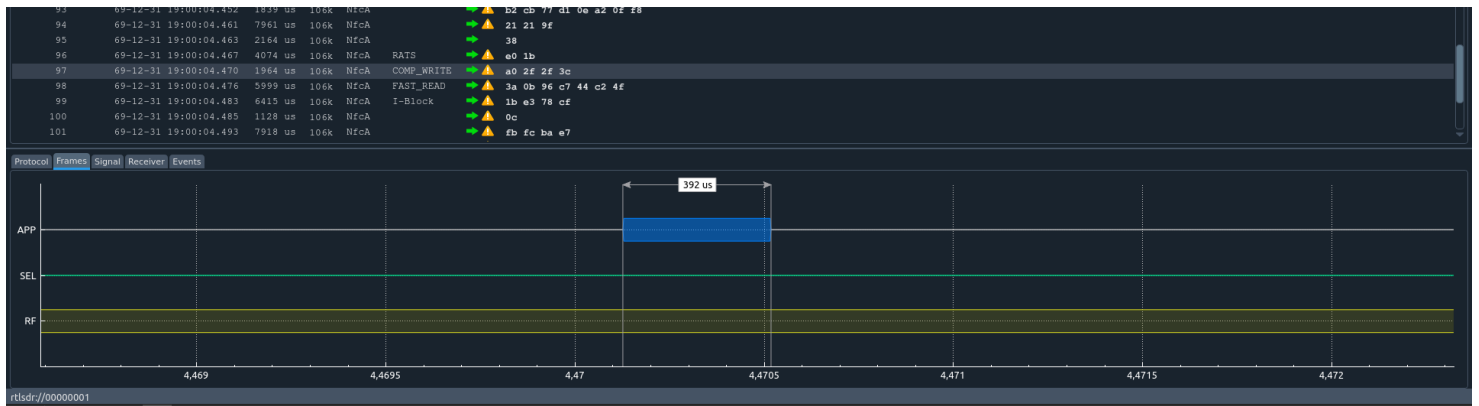 93 69-12-31 19:00:04.452 1839 us 106k NfcA b2 cb 77 d1 0e a2 0f f8
94 69-12-31 19:00:04.461 7961 us 106k NfcA 21 21 9f
95 69-12-31 19:00:04.463 2164 us 106k NfcA 38
96 69-12-31 19:00:04.467 4074 us 106k NfcA RATS e0 1b
97 69-12-31 19:00:04.470 1964 us 106k NfcA COMP_WRITE a0 2f 2f 3c
98 69-12-31 19:00:04.476 5999 us 106k NfcA FAST_READ 3a 0b 96 c7 44 c2 4f
99 69-12-31 19:00:04.483 6415 us 106k NfcA I-Block 1b e3 78 cf
100 69-12-31 19:00:04.485 1128 us 106k NfcA 0c
101 69-12-31 19:00:04.493 7918 us 106k NfcA fb fc ba e7
Protocol Frames Signal Receiver Events
392 us
APP
SEL
RF
4,469 4,4695 4,47 4,4705 4,471 4,4715 4,472
rtlsdr://00000001